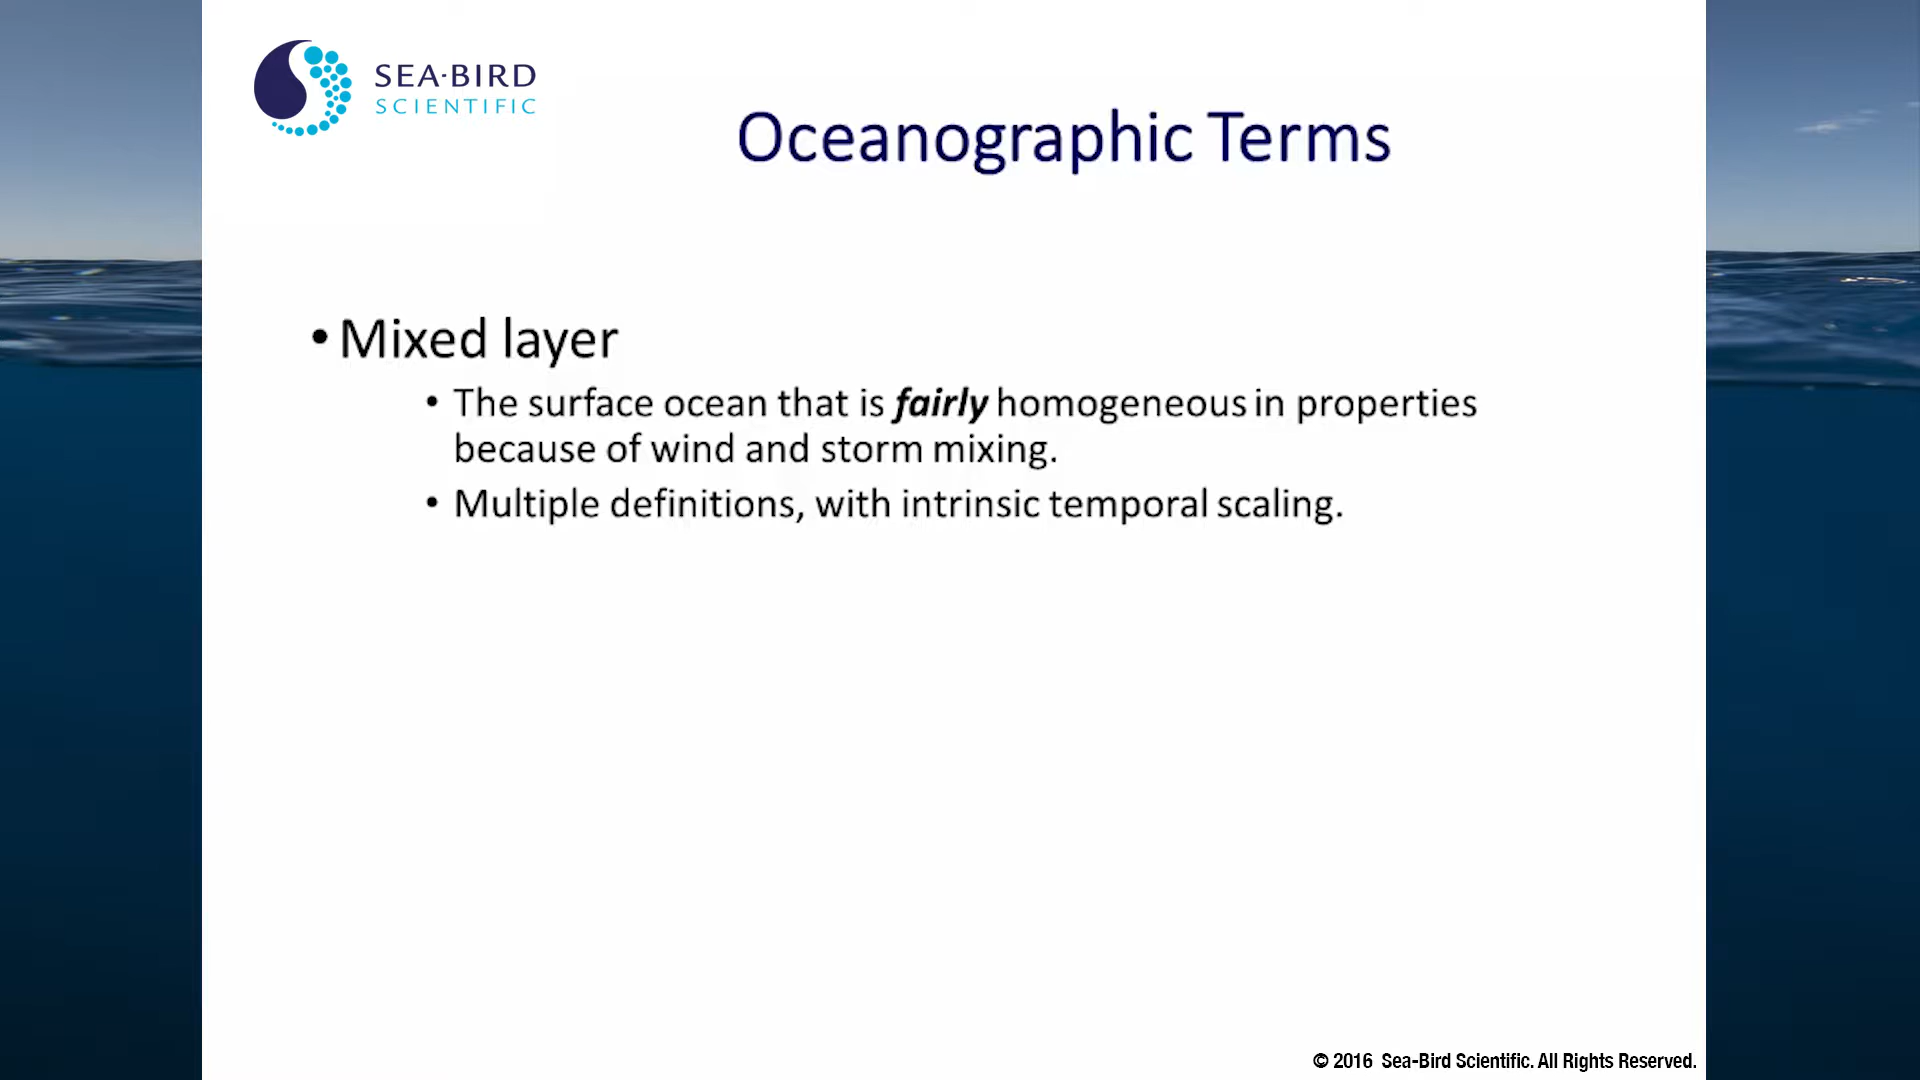 SEA·BIRD
SCIENTIFIC
Oceanographic Terms
• Mixed layer
• The surface ocean that is fairly homogeneous in properties
because of wind and storm mixing.
• Multiple definitions, with intrinsic temporal scaling.
© 2016 Sea-Bird Scientific. All Rights Reserved.